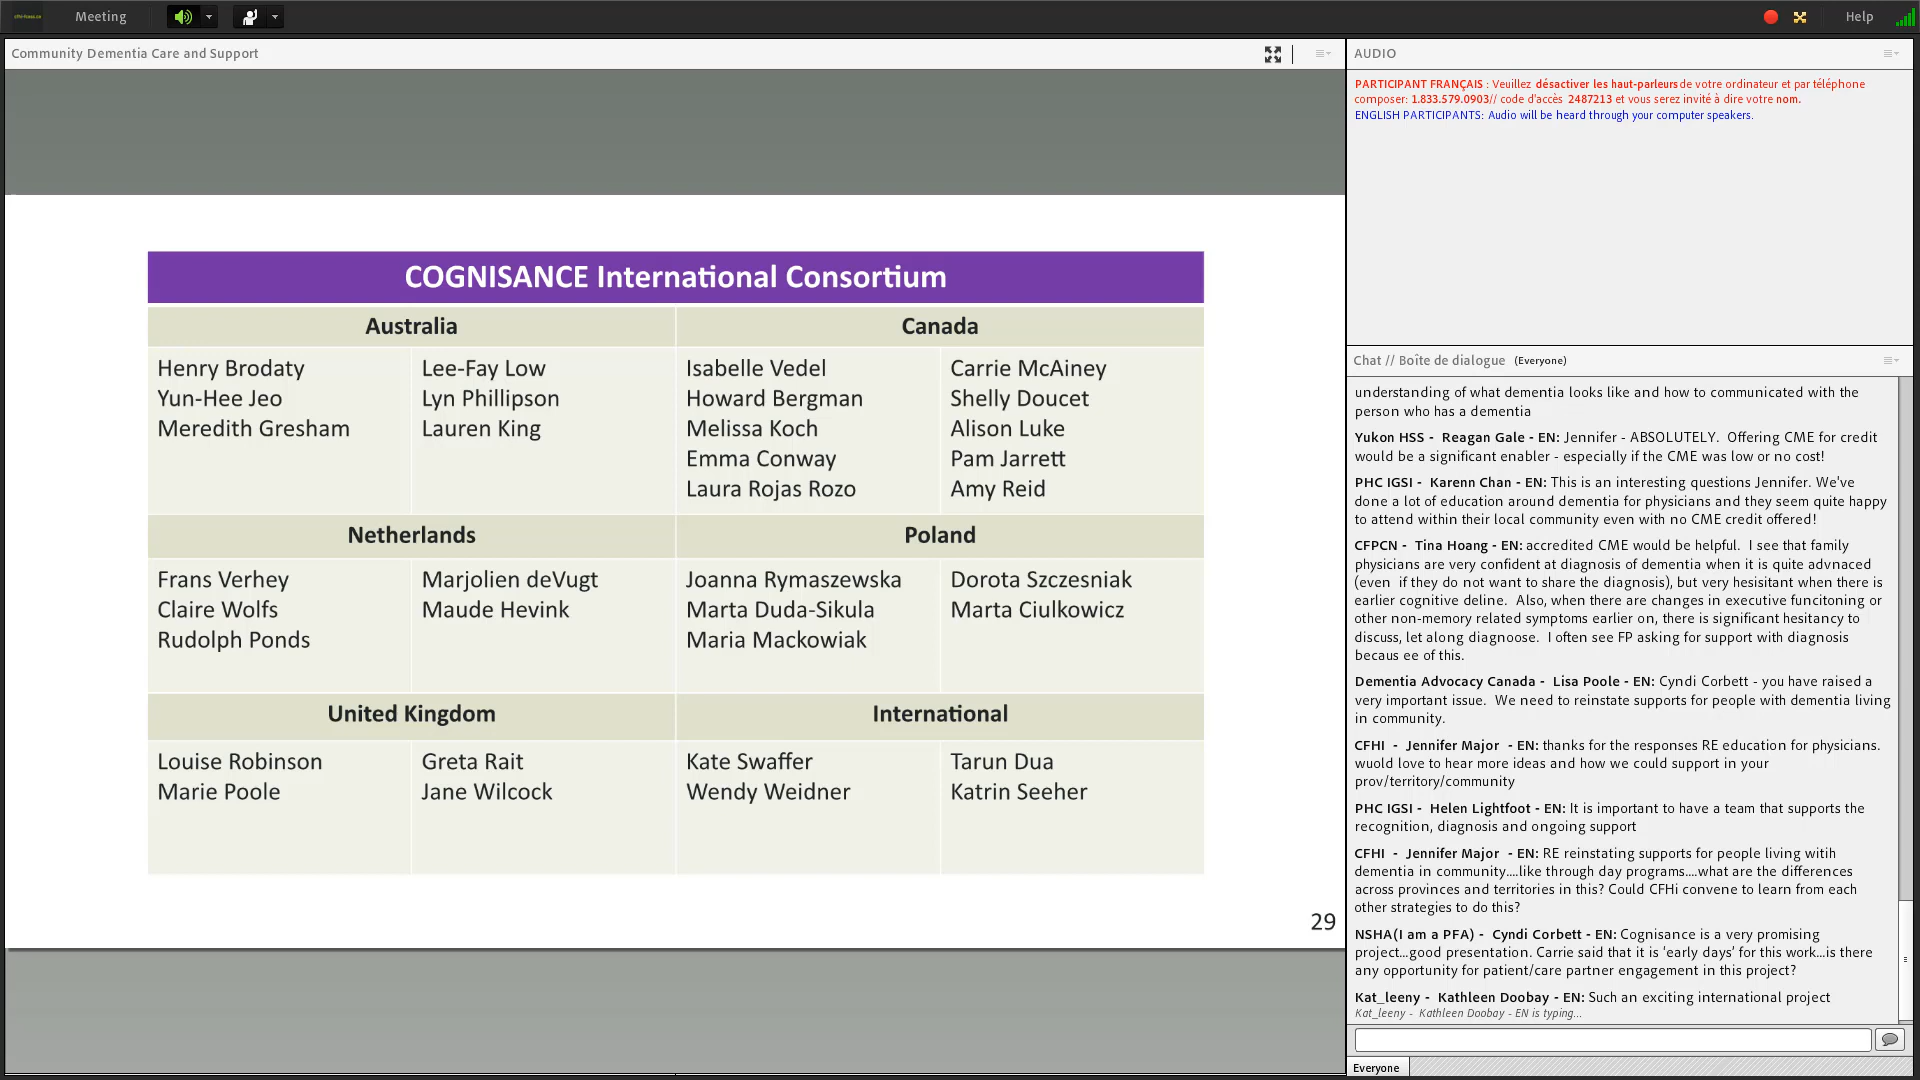 Meeting
Help
Community Dementia Care and Support
COGNISANCE International Consortium
Australia
Canada
Henry Brodaty
Yun-Hee Jeo
Meredith Gresham
Lee-Fay Low
Lyn Phillipson
Lauren King
Isabelle Vedel
Howard Bergman
Melissa Koch
Emma Conway
Laura Rojas Rozo
Carrie McAiney
Shelly Doucet
Alison Luke
Pam Jarrett
Amy Reid
Netherlands
Poland
Frans Verhey
Claire Wolfs
Rudolph Ponds
Marjolien deVugt
Maude Hevink
Joanna Rymaszewska
Marta Duda-Sikula
Maria Mackowiak
Dorota Szczesniak
Marta Ciulkowicz
United Kingdom
International
Louise Robinson
Marie Poole
Greta Rait
Jane Wilcock
Kate Swaffer
Wendy Weidner
Tarun Dua
Katrin Seeher
29
AUDIO
PARTICIPANT FRANÇAIS : Veuillez désactiver les haut-parleurs de votre ordinateur et par téléphone
composer: 1.833.579.0903// code d'accès 2487213 et vous serez invité à dire votre nom.
ENGLISH PARTICIPANTS: Audio will be heard through your computer speakers.
Chat // Boîte de dialogue (Everyone)
understanding of what dementia looks like and how to communicated with the
person who has a dementia
Yukon HSS - Reagan Gale - EN: Jennifer - ABSOLUTELY. Offering CME for credit
would be a significant enabler - especially if the CME was low or no cost!
PHC IGSI - Karenn Chan - EN: This is an interesting questions Jennifer. We've
done a lot of education around dementia for physicians and they seem quite happy
to attend within their local community even with no CME credit offered!
CFPCN - Tina Hoang - EN: accredited CME would be helpful. I see that family
physicians are very confident at diagnosis of dementia when it is quite advnaced
(even if they do not want to share the diagnosis), but very hesisitant when there is
earlier cognitive deline. Also, when there are changes in executive funcitoning or
other non-memory related symptoms earlier on, there is significant hesitancy to
discuss, let along diagnoose. I often see FP asking for support with diagnosis
becaus ee of this.
Dementia Advocacy Canada - Lisa Poole - EN: Cyndi Corbett - you have raised a
very important issue. We need to reinstate supports for people with dementia living
in community.
CFHI - Jennifer Major - EN: thanks for the responses RE education for physicians.
wuold love to hear more ideas and how we could support in your
prov/territory/community
PHC IGSI - Helen Lightfoot - EN: It is important to have a team that supports the
recognition, diagnosis and ongoing support
CFHI - Jennifer Major - EN: RE reinstating supports for people living witih
dementia in community....like through day programs....what are the differences
across provinces and territories in this? Could CFHi convene to learn from each
other strategies to do this?
NSHA(I am a PFA) - Cyndi Corbett - EN: Cognisance is a very promising
project...good presentation. Carrie said that it is 'early days' for this work...is there
any opportunity for patient/care partner engagement in this project?
Kat_leeny - Kathleen Doobay - EN: Such an exciting international project
Kat_leeny - Kathleen Doobay - EN is typing...
Everyone